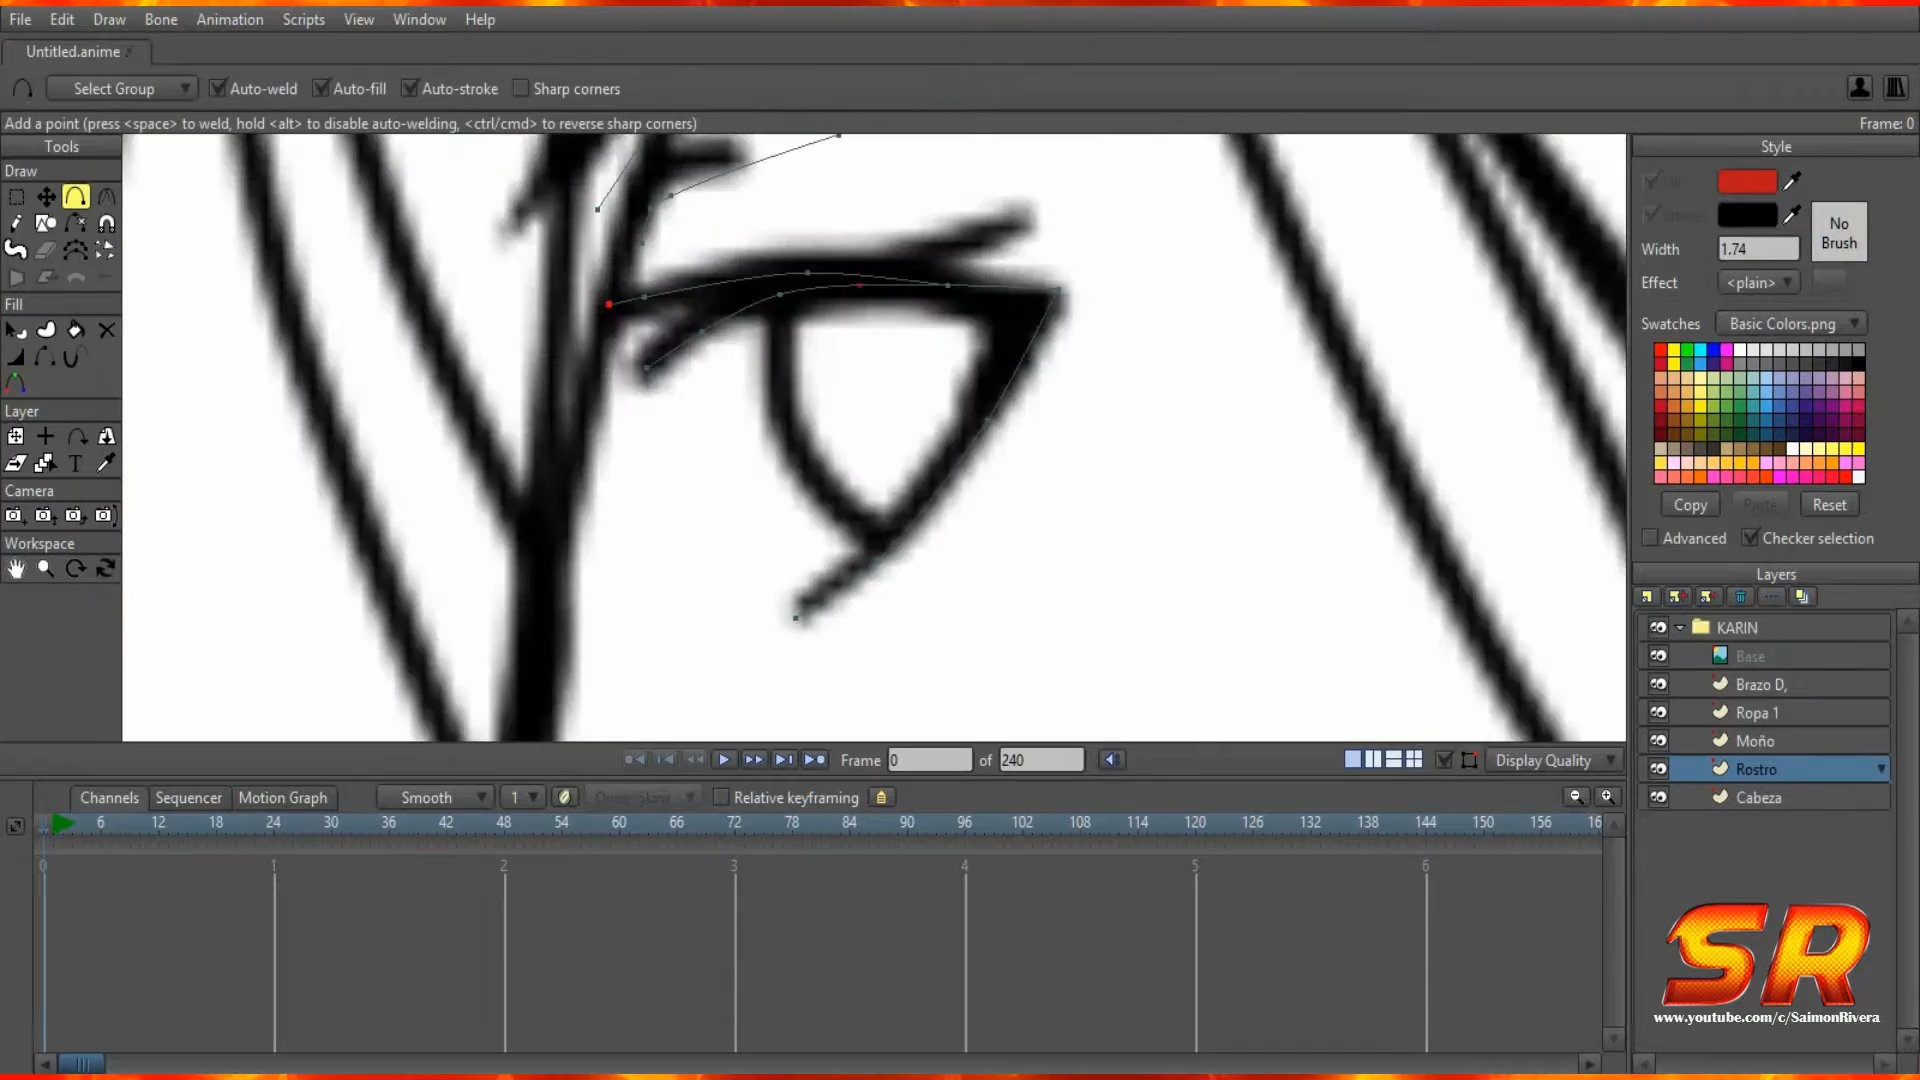 File Edit Draw Bone Animation Scripts View Window Help
Untitled.anime
Select Group Auto-weld Auto-fill Auto-stroke Sharp corners
Add a point (press <space> to weld, hold <alt> to disable auto-welding, <ctrl/cmd> to reverse sharp corners) Frame: 0
Tools
Draw
Fill
Layer
Camera
Workspace
Style
No
Brush
Width 1.74
Effect <plain>
Swatches Basic Colors.png
Copy Paste Reset
Advanced Checker selection
Layers
KARIN
Base
Brazo D,
Ropa 1
Moño
Rostro
Cabeza
Frame 0 of 240 Display Quality
Channels Sequencer Motion Graph Smooth 1 Relative keyframing
6 12 18 24 30 36 42 48 54 60 66 72 78 84 90 96 102 108 114 120 126 132 138 144 150 156 16
0 1 2 3 4 5 6
SR
www.youtube.com/c/SaimonRivera